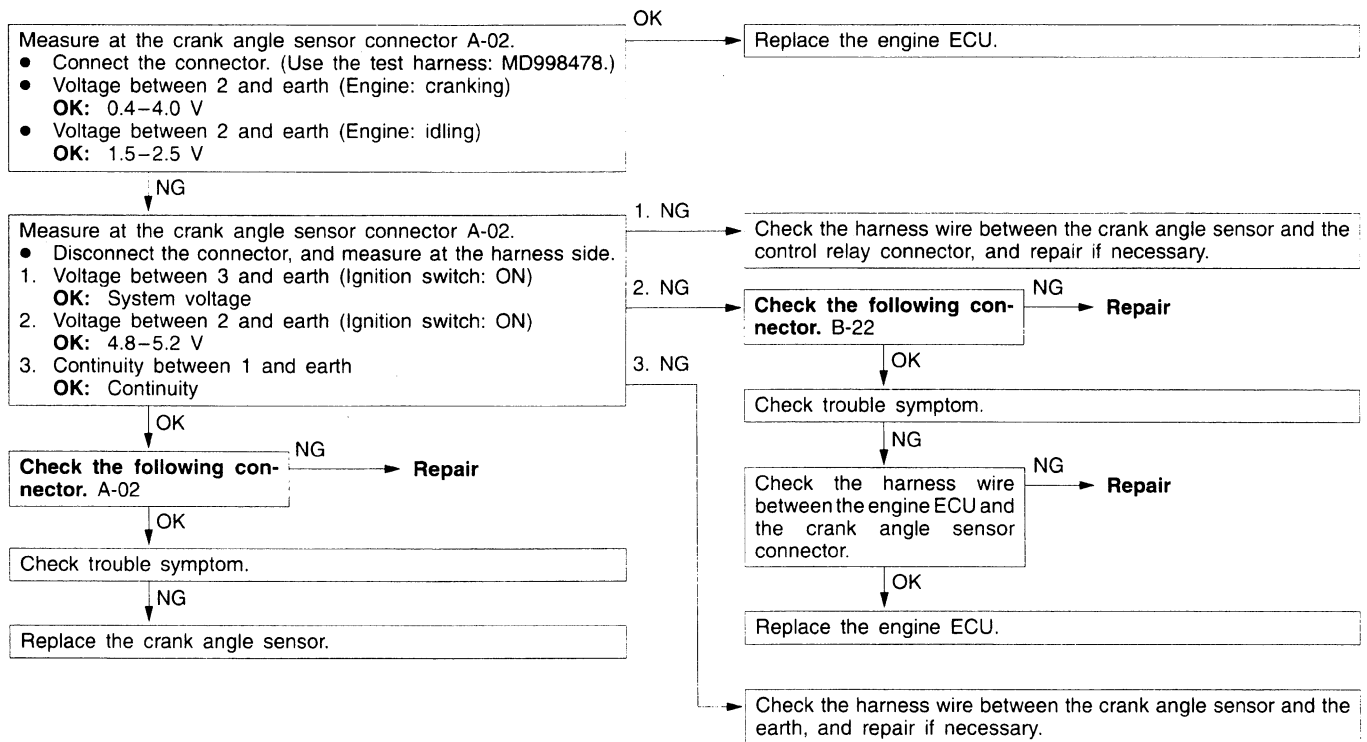 OK
Measure at the crank angle sensor connector A-02.
● Connect the connector. (Use the test harness: MD998478.)
● Voltage between 2 and earth (Engine: cranking)
OK: 0.4–4.0 V
● Voltage between 2 and earth (Engine: idling)
OK: 1.5–2.5 V
Replace the engine ECU.
NG
Measure at the crank angle sensor connector A-02.
● Disconnect the connector, and measure at the harness side.
1. Voltage between 3 and earth (Ignition switch: ON)
OK: System voltage
2. Voltage between 2 and earth (Ignition switch: ON)
OK: 4.8–5.2 V
3. Continuity between 1 and earth
OK: Continuity
1. NG
Check the harness wire between the crank angle sensor and the
control relay connector, and repair if necessary.
2. NG
Check the following con-
nector. B-22
NG
Repair
OK
Check trouble symptom.
NG
Check the harness wire
between the engine ECU and
the crank angle sensor
connector.
NG
Repair
OK
Replace the engine ECU.
3. NG
Check the harness wire between the crank angle sensor and the
earth, and repair if necessary.
OK
Check the following con-
nector. A-02
NG
Repair
OK
Check trouble symptom.
NG
Replace the crank angle sensor.